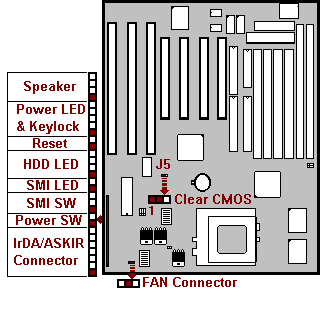 Speaker
Power LED
& Keylock
Reset
HDD LED
SMI LED
SMI SW
Power SW
IrDA/ASKIR
Connector
J5
1
Clear CMOS
FAN Connector